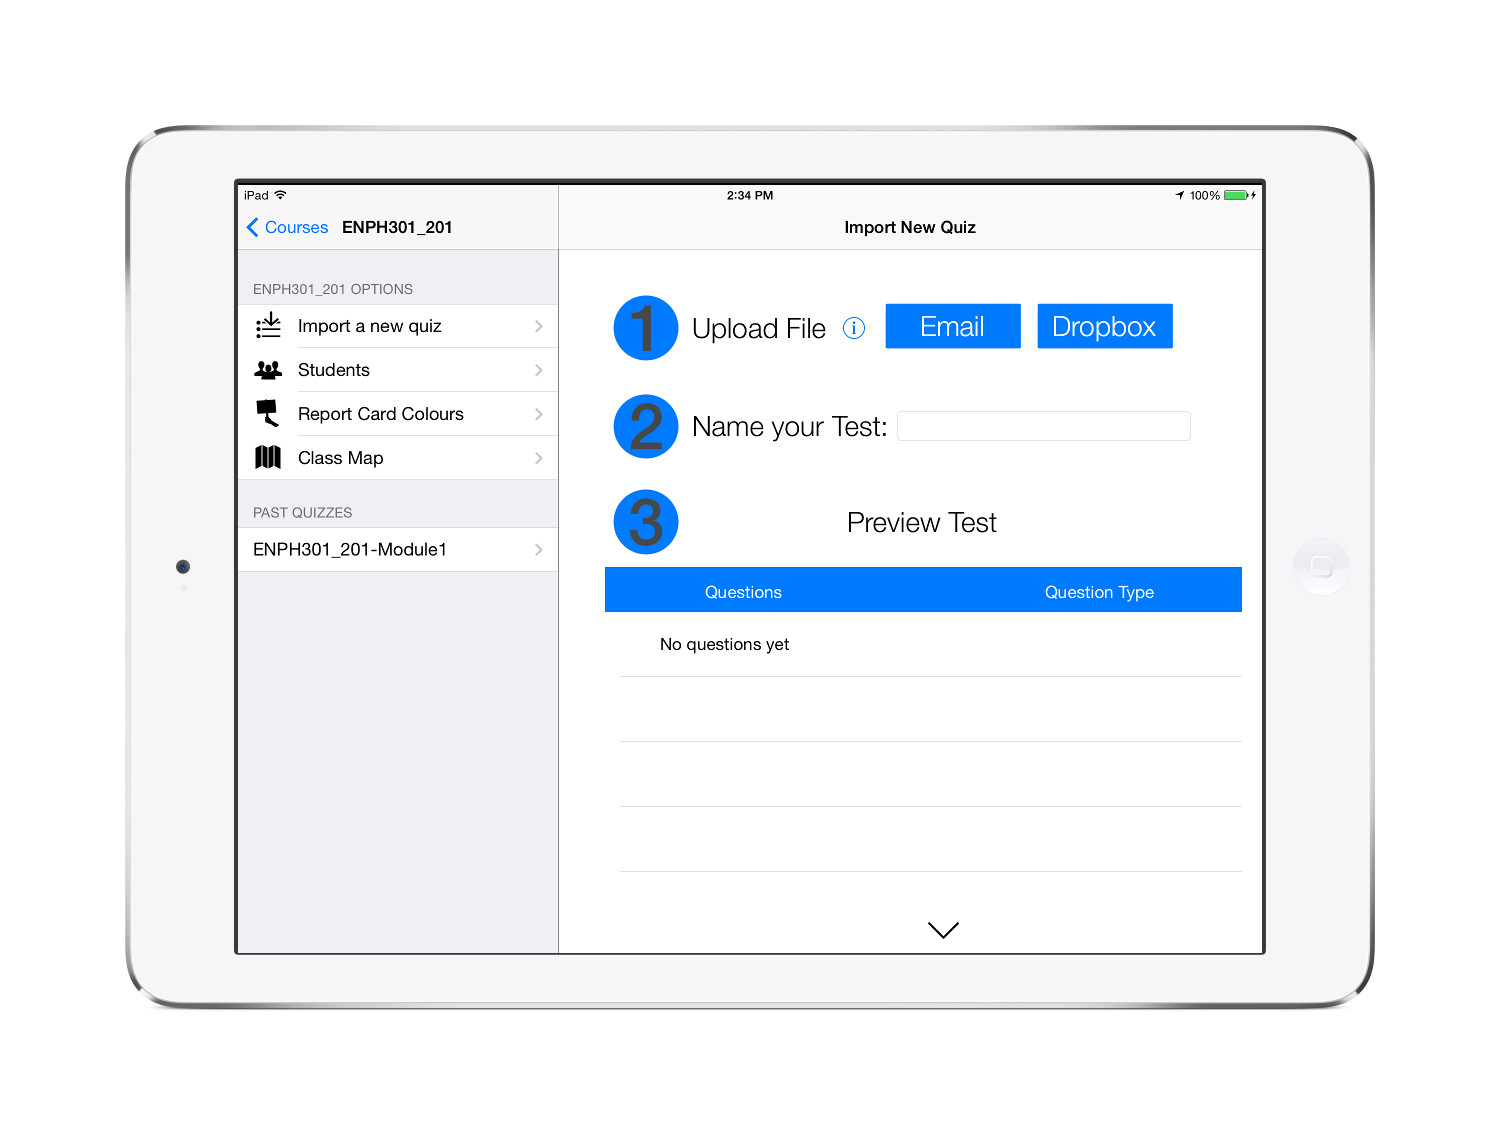 iPad
2:34 PM
100%
Courses ENPH301_201
Import New Quiz
ENPH301_201 OPTIONS
Import a new quiz
Students
Report Card Colours
Class Map
PAST QUIZZES
ENPH301_201-Module1
1 Upload File i Email Dropbox
2 Name your Test:
3 Preview Test
Questions Question Type
No questions yet